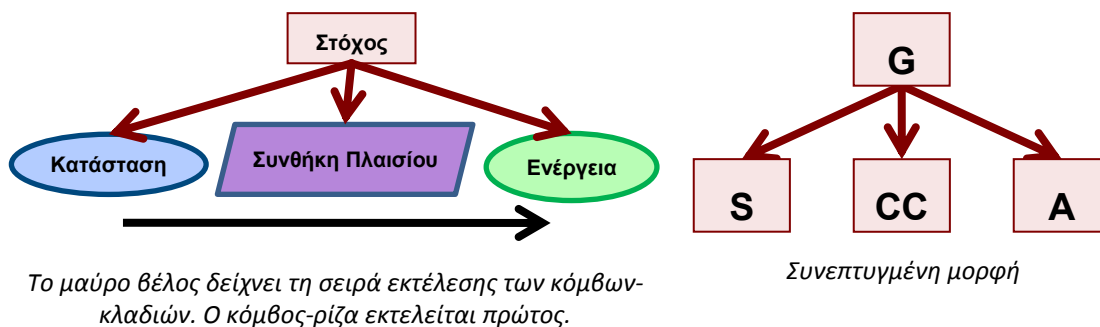 Στόχος
Κατάσταση
Συνθήκη Πλαισίου
Ενέργεια
Το μαύρο βέλος δείχνει τη σειρά εκτέλεσης των κόμβων-
κλαδιών. Ο κόμβος-ρίζα εκτελείται πρώτος.
G
S
CC
A
Συνεπτυγμένη μορφή